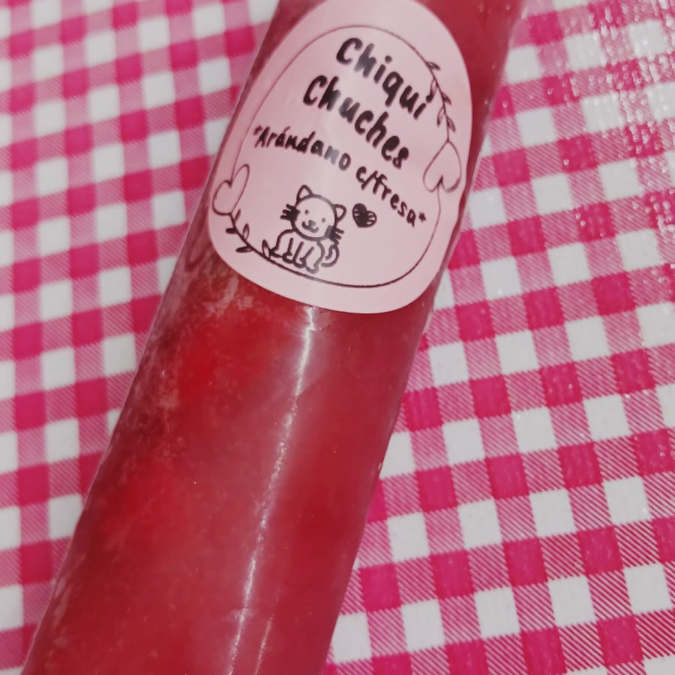 Chiqui
Chuches
"Arándano c/fresa"